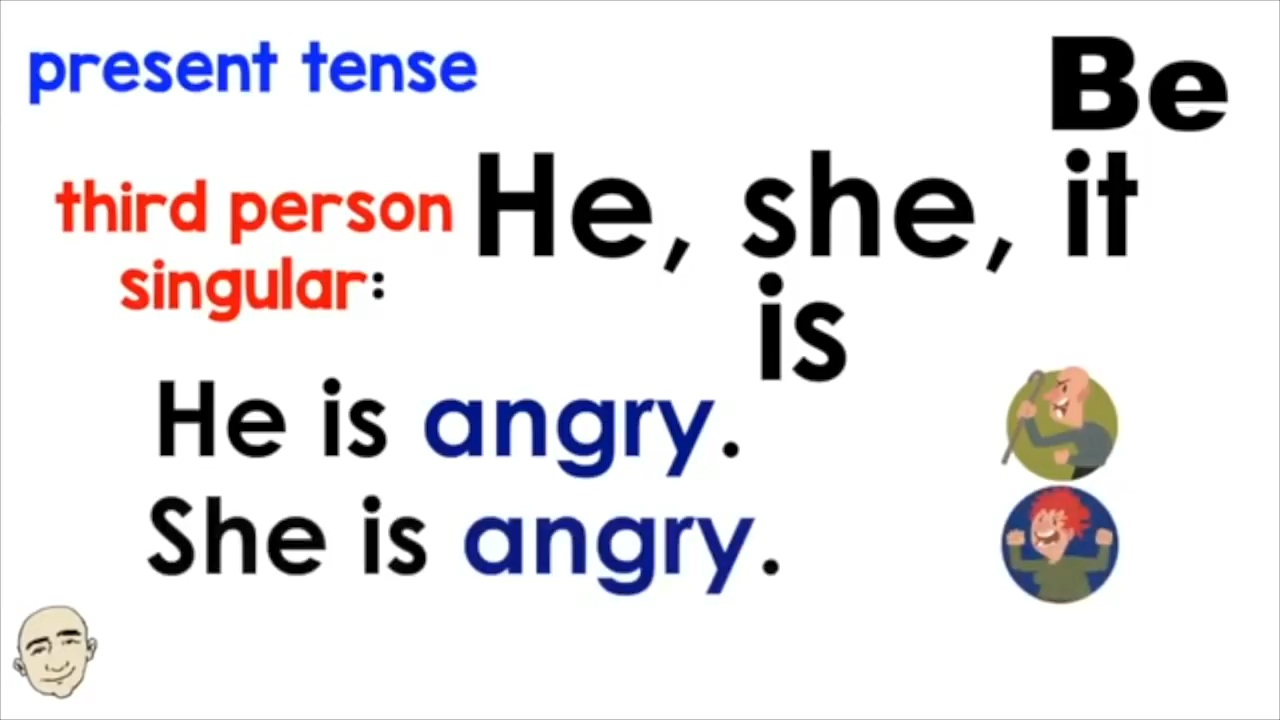 present tense
Be
third person
singular:
He, she, it
is
He is angry.
She is angry.